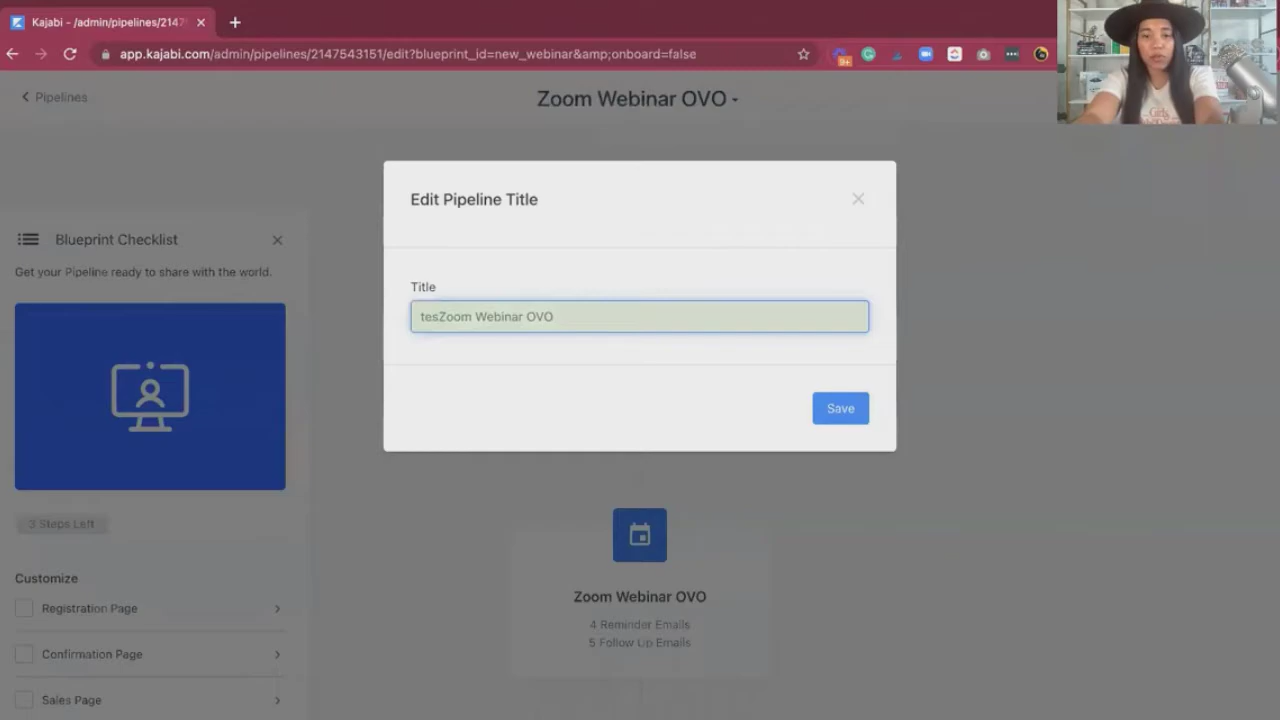 Kajabi - /admin/pipelines/2147
app.kajabi.com/admin/pipelines/2147543151/edit?blueprint_id=new_webinar&amp;onboard=false
9+
Pipelines
Zoom Webinar OVO
Edit Pipeline Title
Blueprint Checklist
Get your Pipeline ready to share with the world.
Title
tesZoom Webinar OVO
Save
3 Steps Left
Customize
Registration Page
Confirmation Page
Sales Page
Zoom Webinar OVO
4 Reminder Emails
5 Follow Up Emails